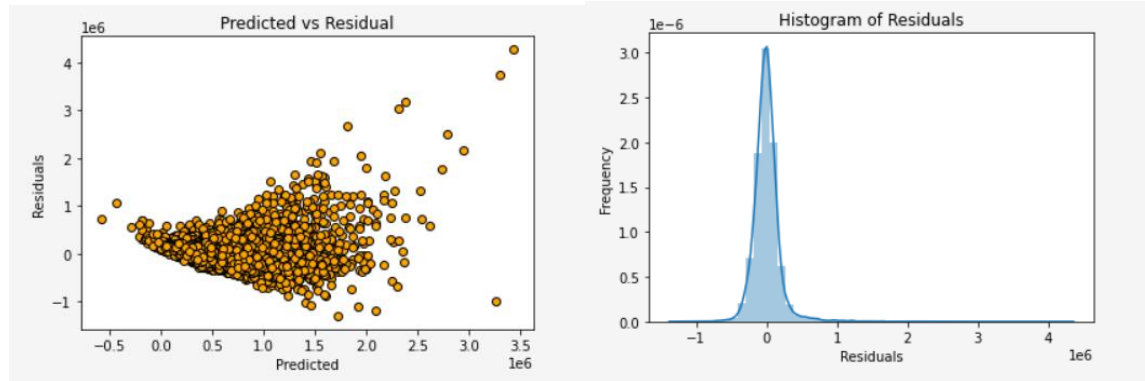 Predicted vs Residual
1e6
4
3
2
1
0
−1
Residuals
−0.5 0.0 0.5 1.0 1.5 2.0 2.5 3.0 3.5
1e6
Predicted
Histogram of Residuals
1e−6
3.0
2.5
2.0
1.5
1.0
0.5
0.0
Frequency
−1 0 1 2 3 4
1e6
Residuals